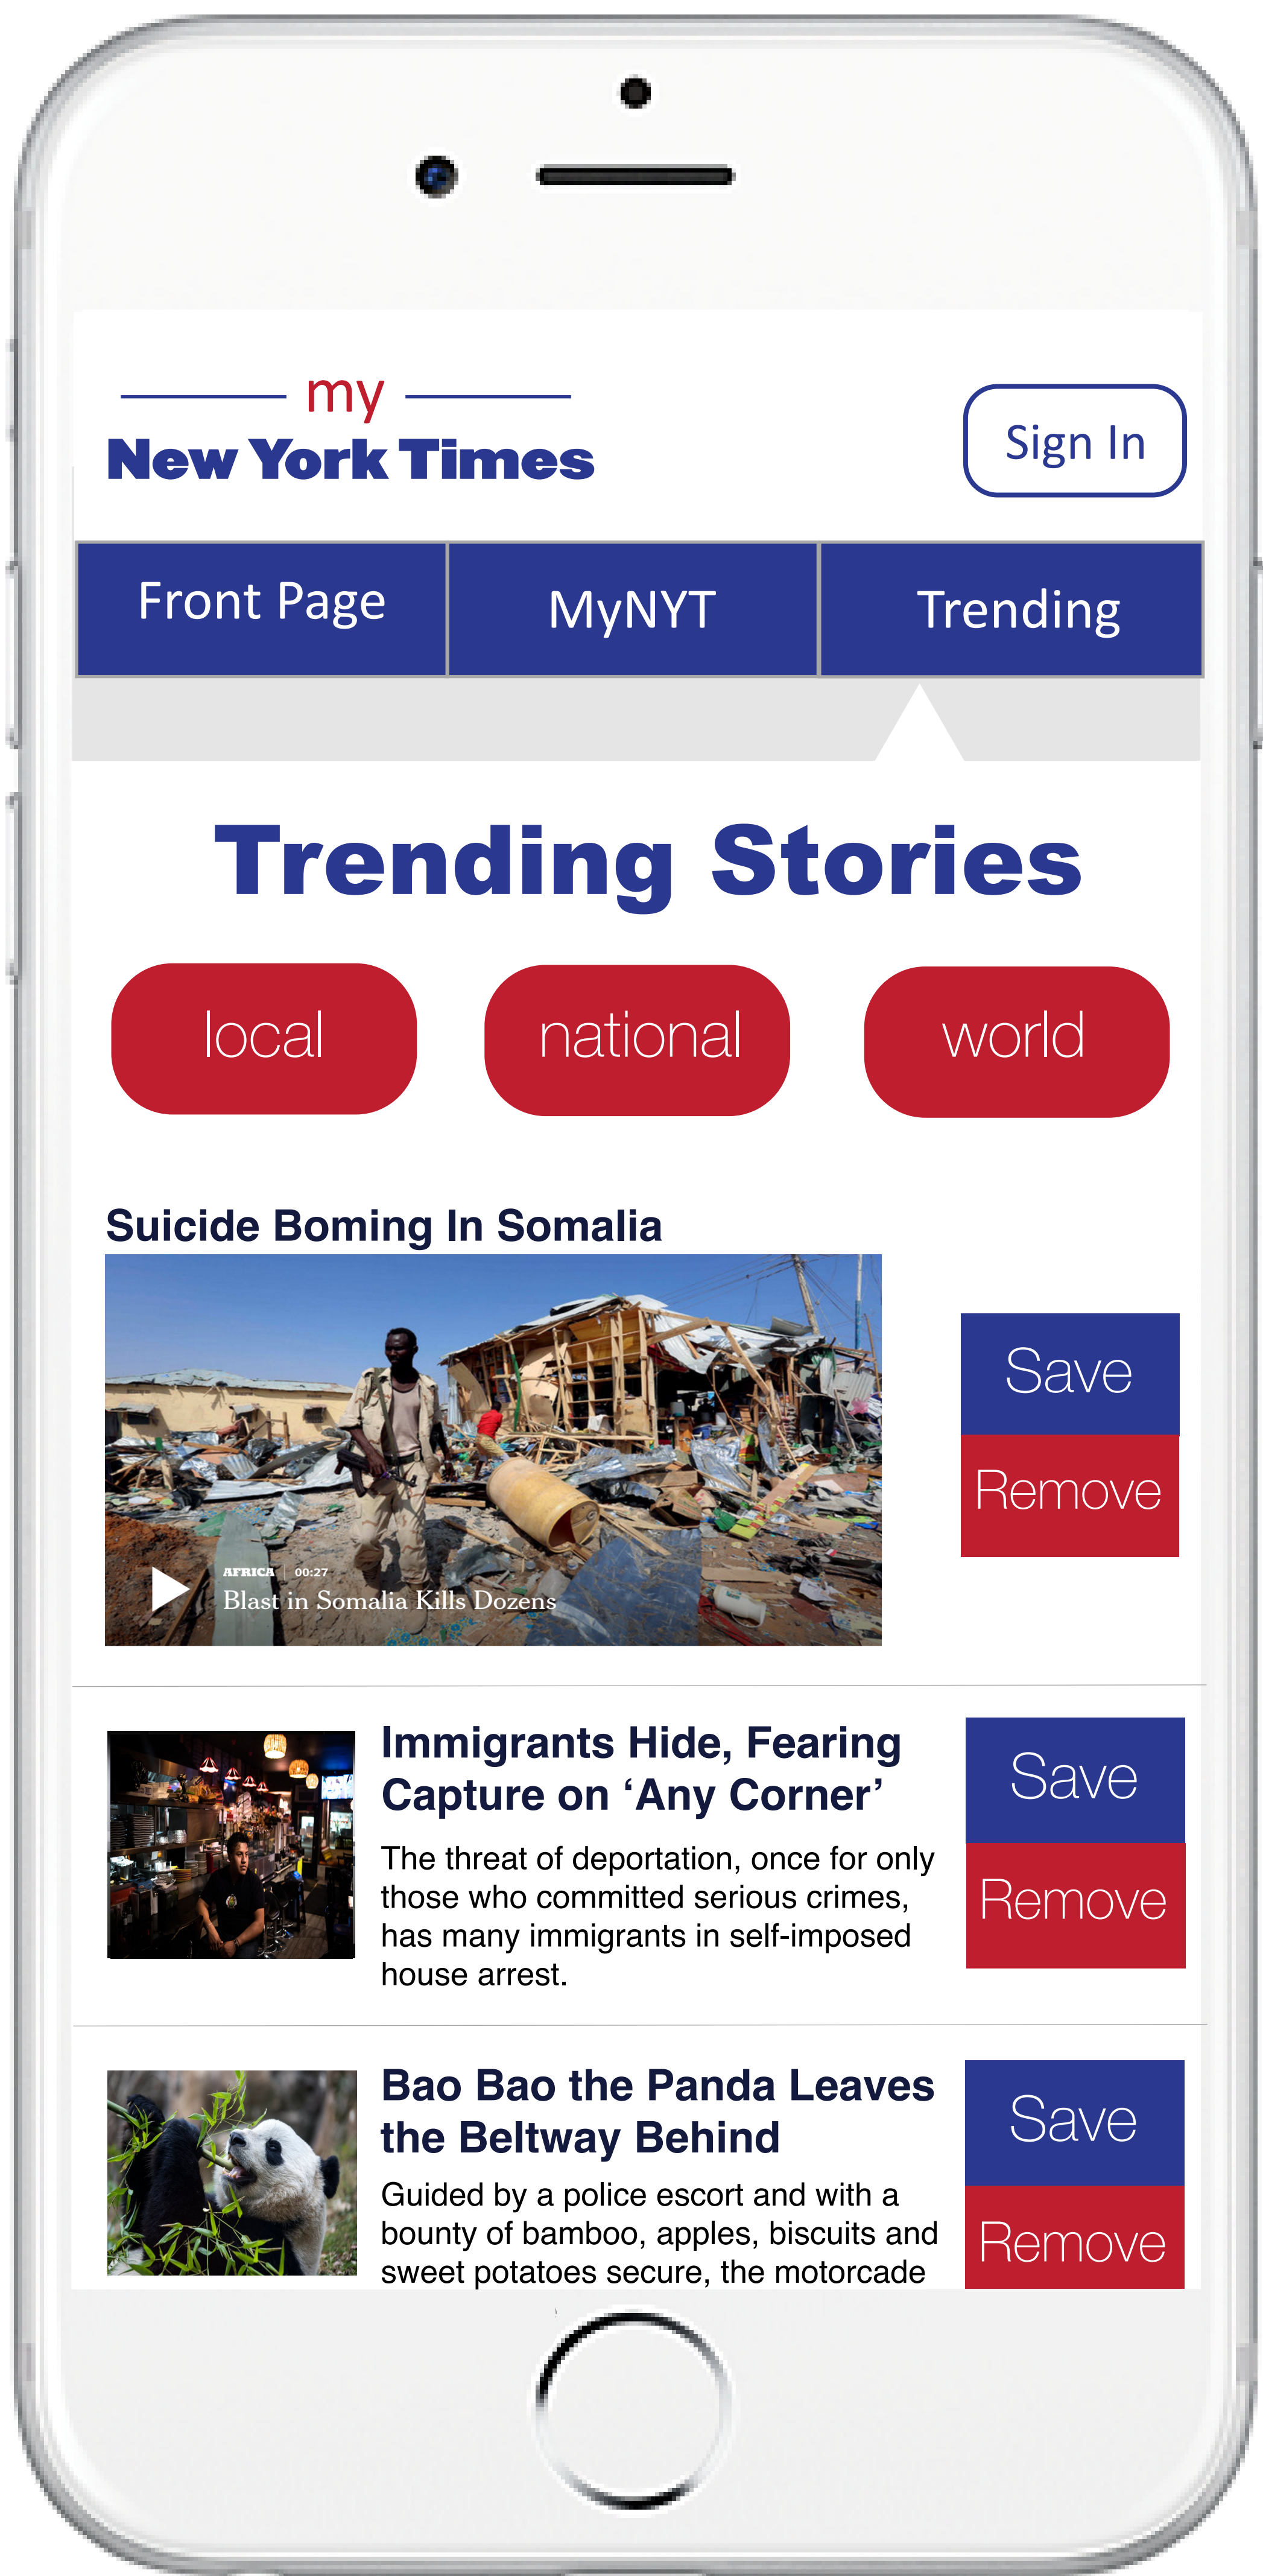 my
New York Times
Sign In
Front Page
MyNYT
Trending
Trending Stories
local
national
world
Suicide Boming In Somalia
Save
Remove
AFRICA | 00:27
Blast in Somalia Kills Dozens
Immigrants Hide, Fearing
Capture on ‘Any Corner’
The threat of deportation, once for only
those who committed serious crimes,
has many immigrants in self-imposed
house arrest.
Save
Remove
Bao Bao the Panda Leaves
the Beltway Behind
Guided by a police escort and with a
bounty of bamboo, apples, biscuits and
sweet potatoes secure, the motorcade
Save
Remove